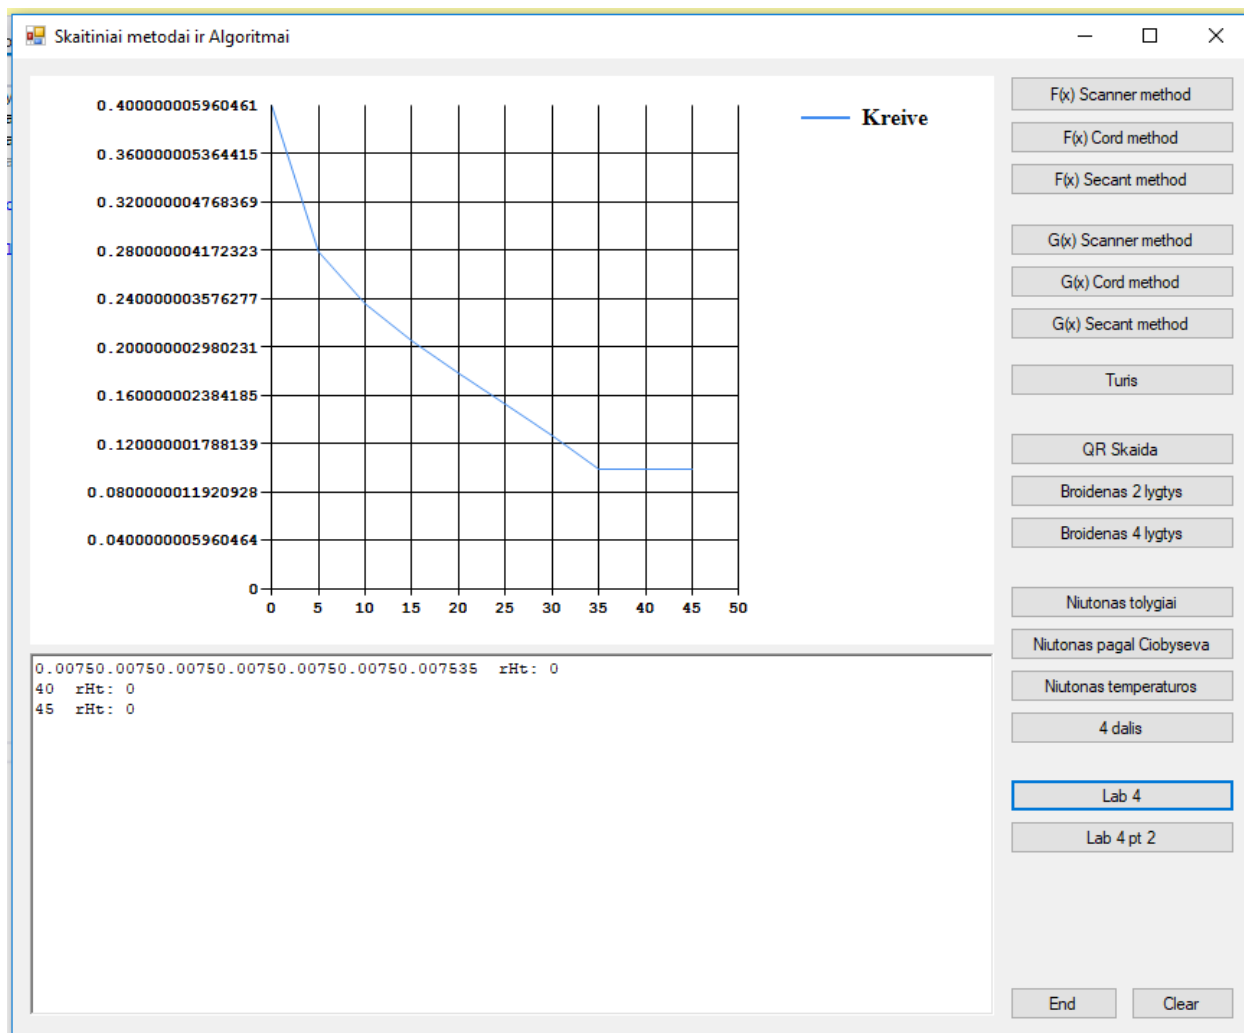 Skaitiniai metodai ir Algoritmai
0.400000005960461
0.360000005364415
0.320000004768369
0.280000004172323
0.240000003576277
0.200000002980231
0.160000002384185
0.120000001788139
0.0800000011920928
0.0400000005960464
0
0 5 10 15 20 25 30 35 40 45 50
Kreive
0.00750.00750.00750.00750.00750.00750.007535 rHt: 0
40 rHt: 0
45 rHt: 0
F(x) Scanner method
F(x) Cord method
F(x) Secant method
G(x) Scanner method
G(x) Cord method
G(x) Secant method
Turis
QR Skaida
Broidenas 2 lygtys
Broidenas 4 lygtys
Niutonas tolygiai
Niutonas pagal Ciobyseva
Niutonas temperaturos
4 dalis
Lab 4
Lab 4 pt 2
End Clear